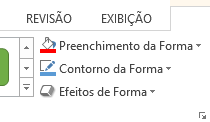 REVISÃO EXIBIÇÃO
Preenchimento da Forma
Contorno da Forma
Efeitos de Forma